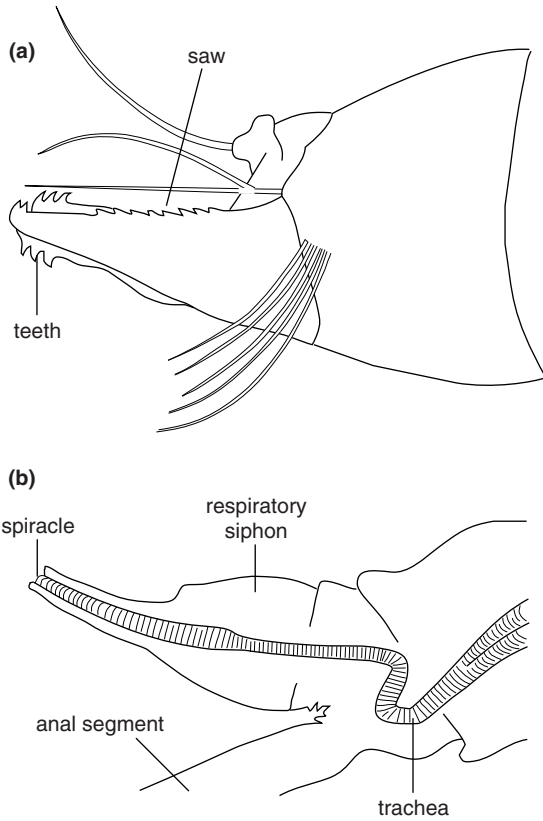 (a)
saw
teeth
(b)
spiracle
respiratory
siphon
anal segment
trachea